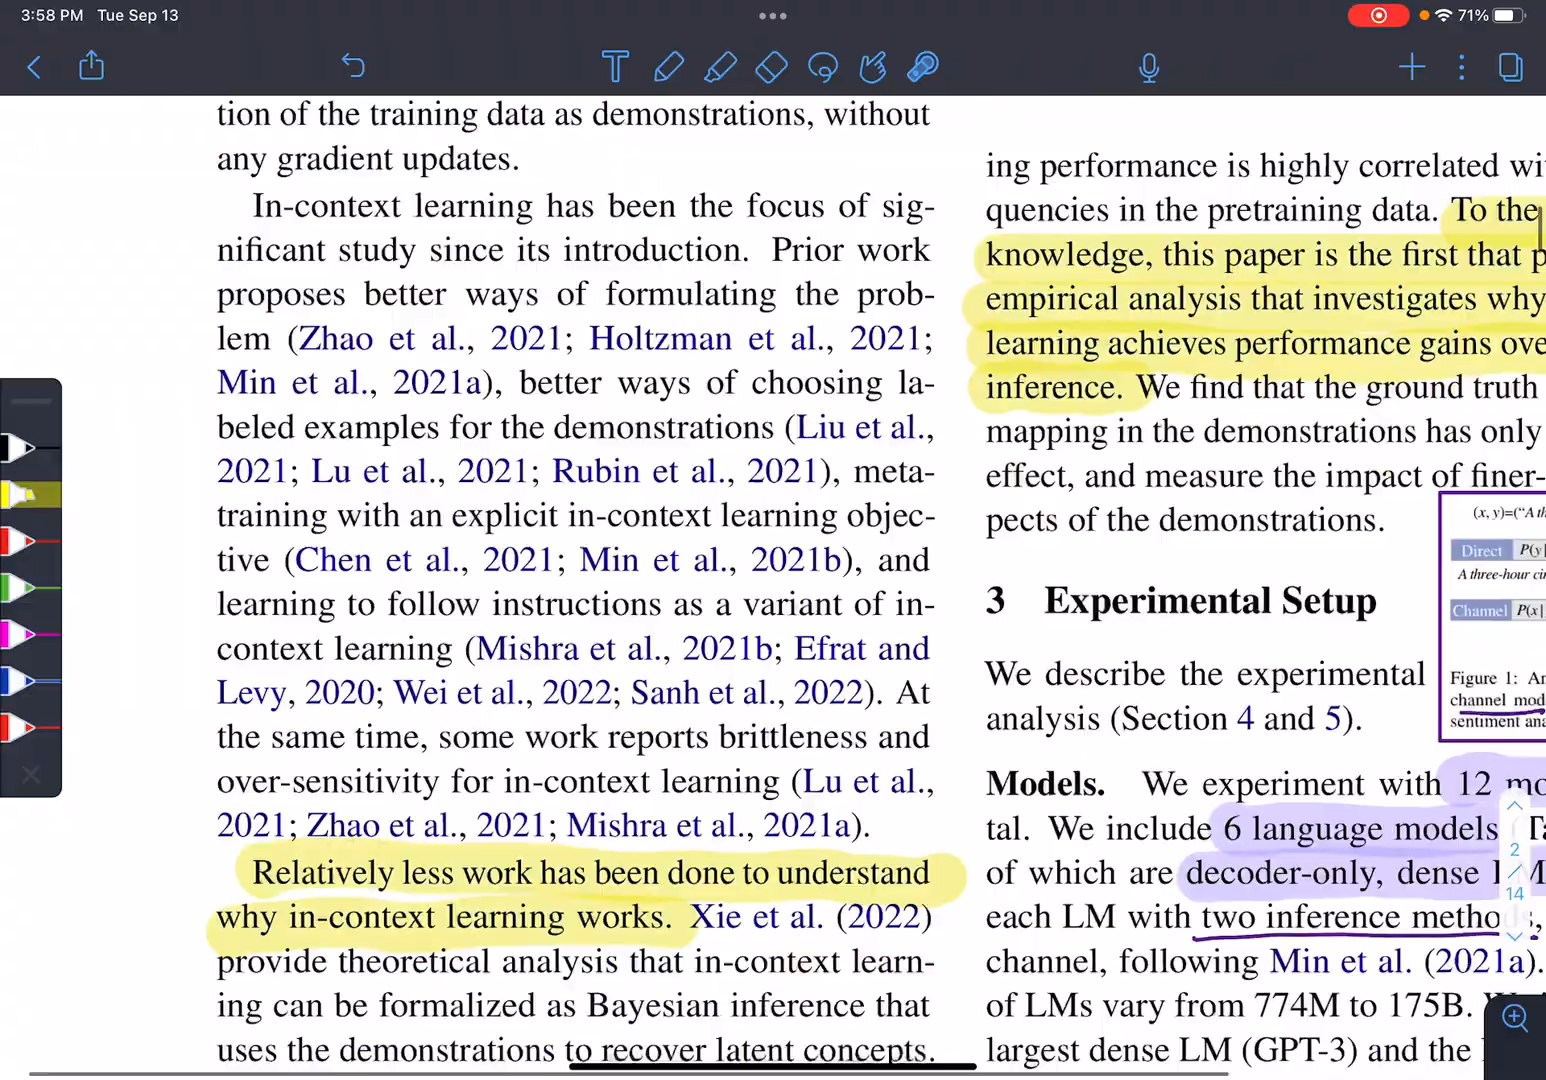 3:58 PM Tue Sep 13
71%
tion of the training data as demonstrations, without
any gradient updates.
In-context learning has been the focus of sig-
nificant study since its introduction. Prior work
proposes better ways of formulating the prob-
lem (Zhao et al., 2021; Holtzman et al., 2021;
Min et al., 2021a), better ways of choosing la-
beled examples for the demonstrations (Liu et al.,
2021; Lu et al., 2021; Rubin et al., 2021), meta-
training with an explicit in-context learning objec-
tive (Chen et al., 2021; Min et al., 2021b), and
learning to follow instructions as a variant of in-
context learning (Mishra et al., 2021b; Efrat and
Levy, 2020; Wei et al., 2022; Sanh et al., 2022). At
the same time, some work reports brittleness and
over-sensitivity for in-context learning (Lu et al.,
2021; Zhao et al., 2021; Mishra et al., 2021a).
Relatively less work has been done to understand
why in-context learning works. Xie et al. (2022)
provide theoretical analysis that in-context learn-
ing can be formalized as Bayesian inference that
uses the demonstrations to recover latent concepts.
ing performance is highly correlated
quencies in the pretraining data. To the
knowledge, this paper is the first that
empirical analysis that investigates why
learning achieves performance gains
inference. We find that the ground truth
mapping in the demonstrations has only
effect, and measure the impact of finer-
pects of the demonstrations.
3 Experimental Setup
We describe the experimental
analysis (Section 4 and 5).
Models. We experiment with 12
tal. We include 6 language models
of which are decoder-only, dense
each LM with two inference
channel, following Min et al. (2021a).
of LMs vary from 774M to 175B.
largest dense LM (GPT-3) and the
(x, y)=("A
Direct P(y|
A three-hour
Channel P(x|
Figure 1:
channel
sentiment
2
14